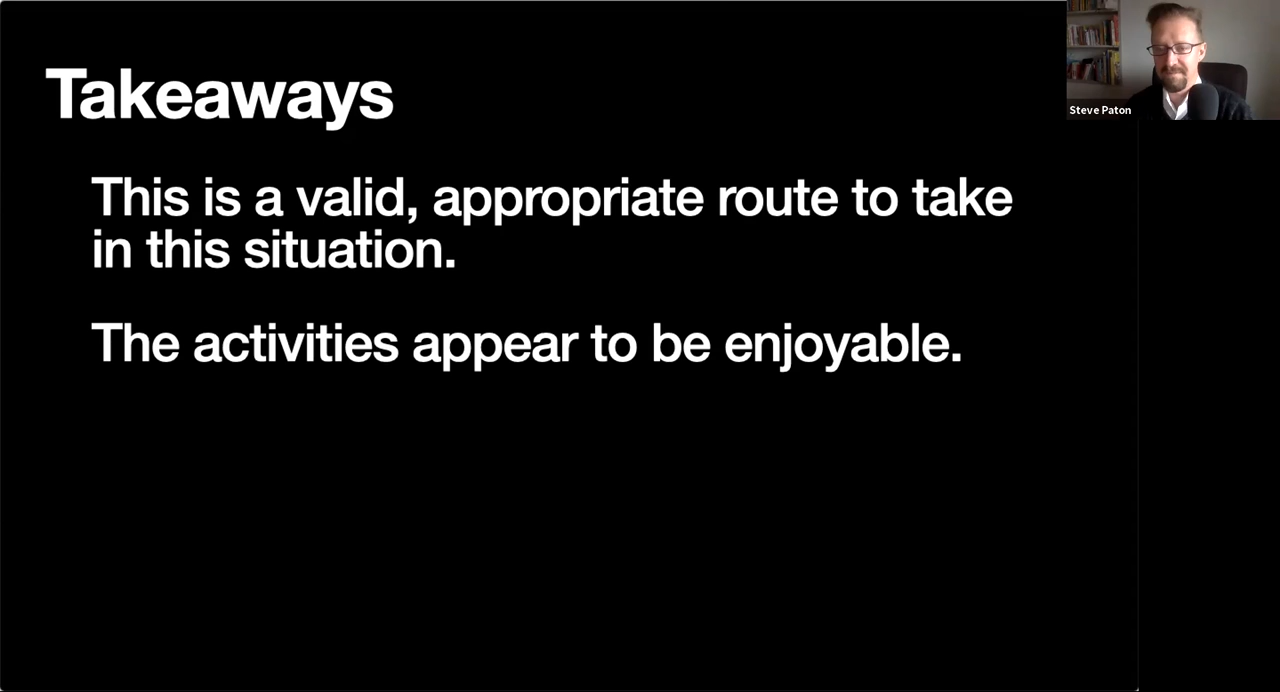 Takeaways
This is a valid, appropriate route to take
in this situation.
The activities appear to be enjoyable.
Steve Paton